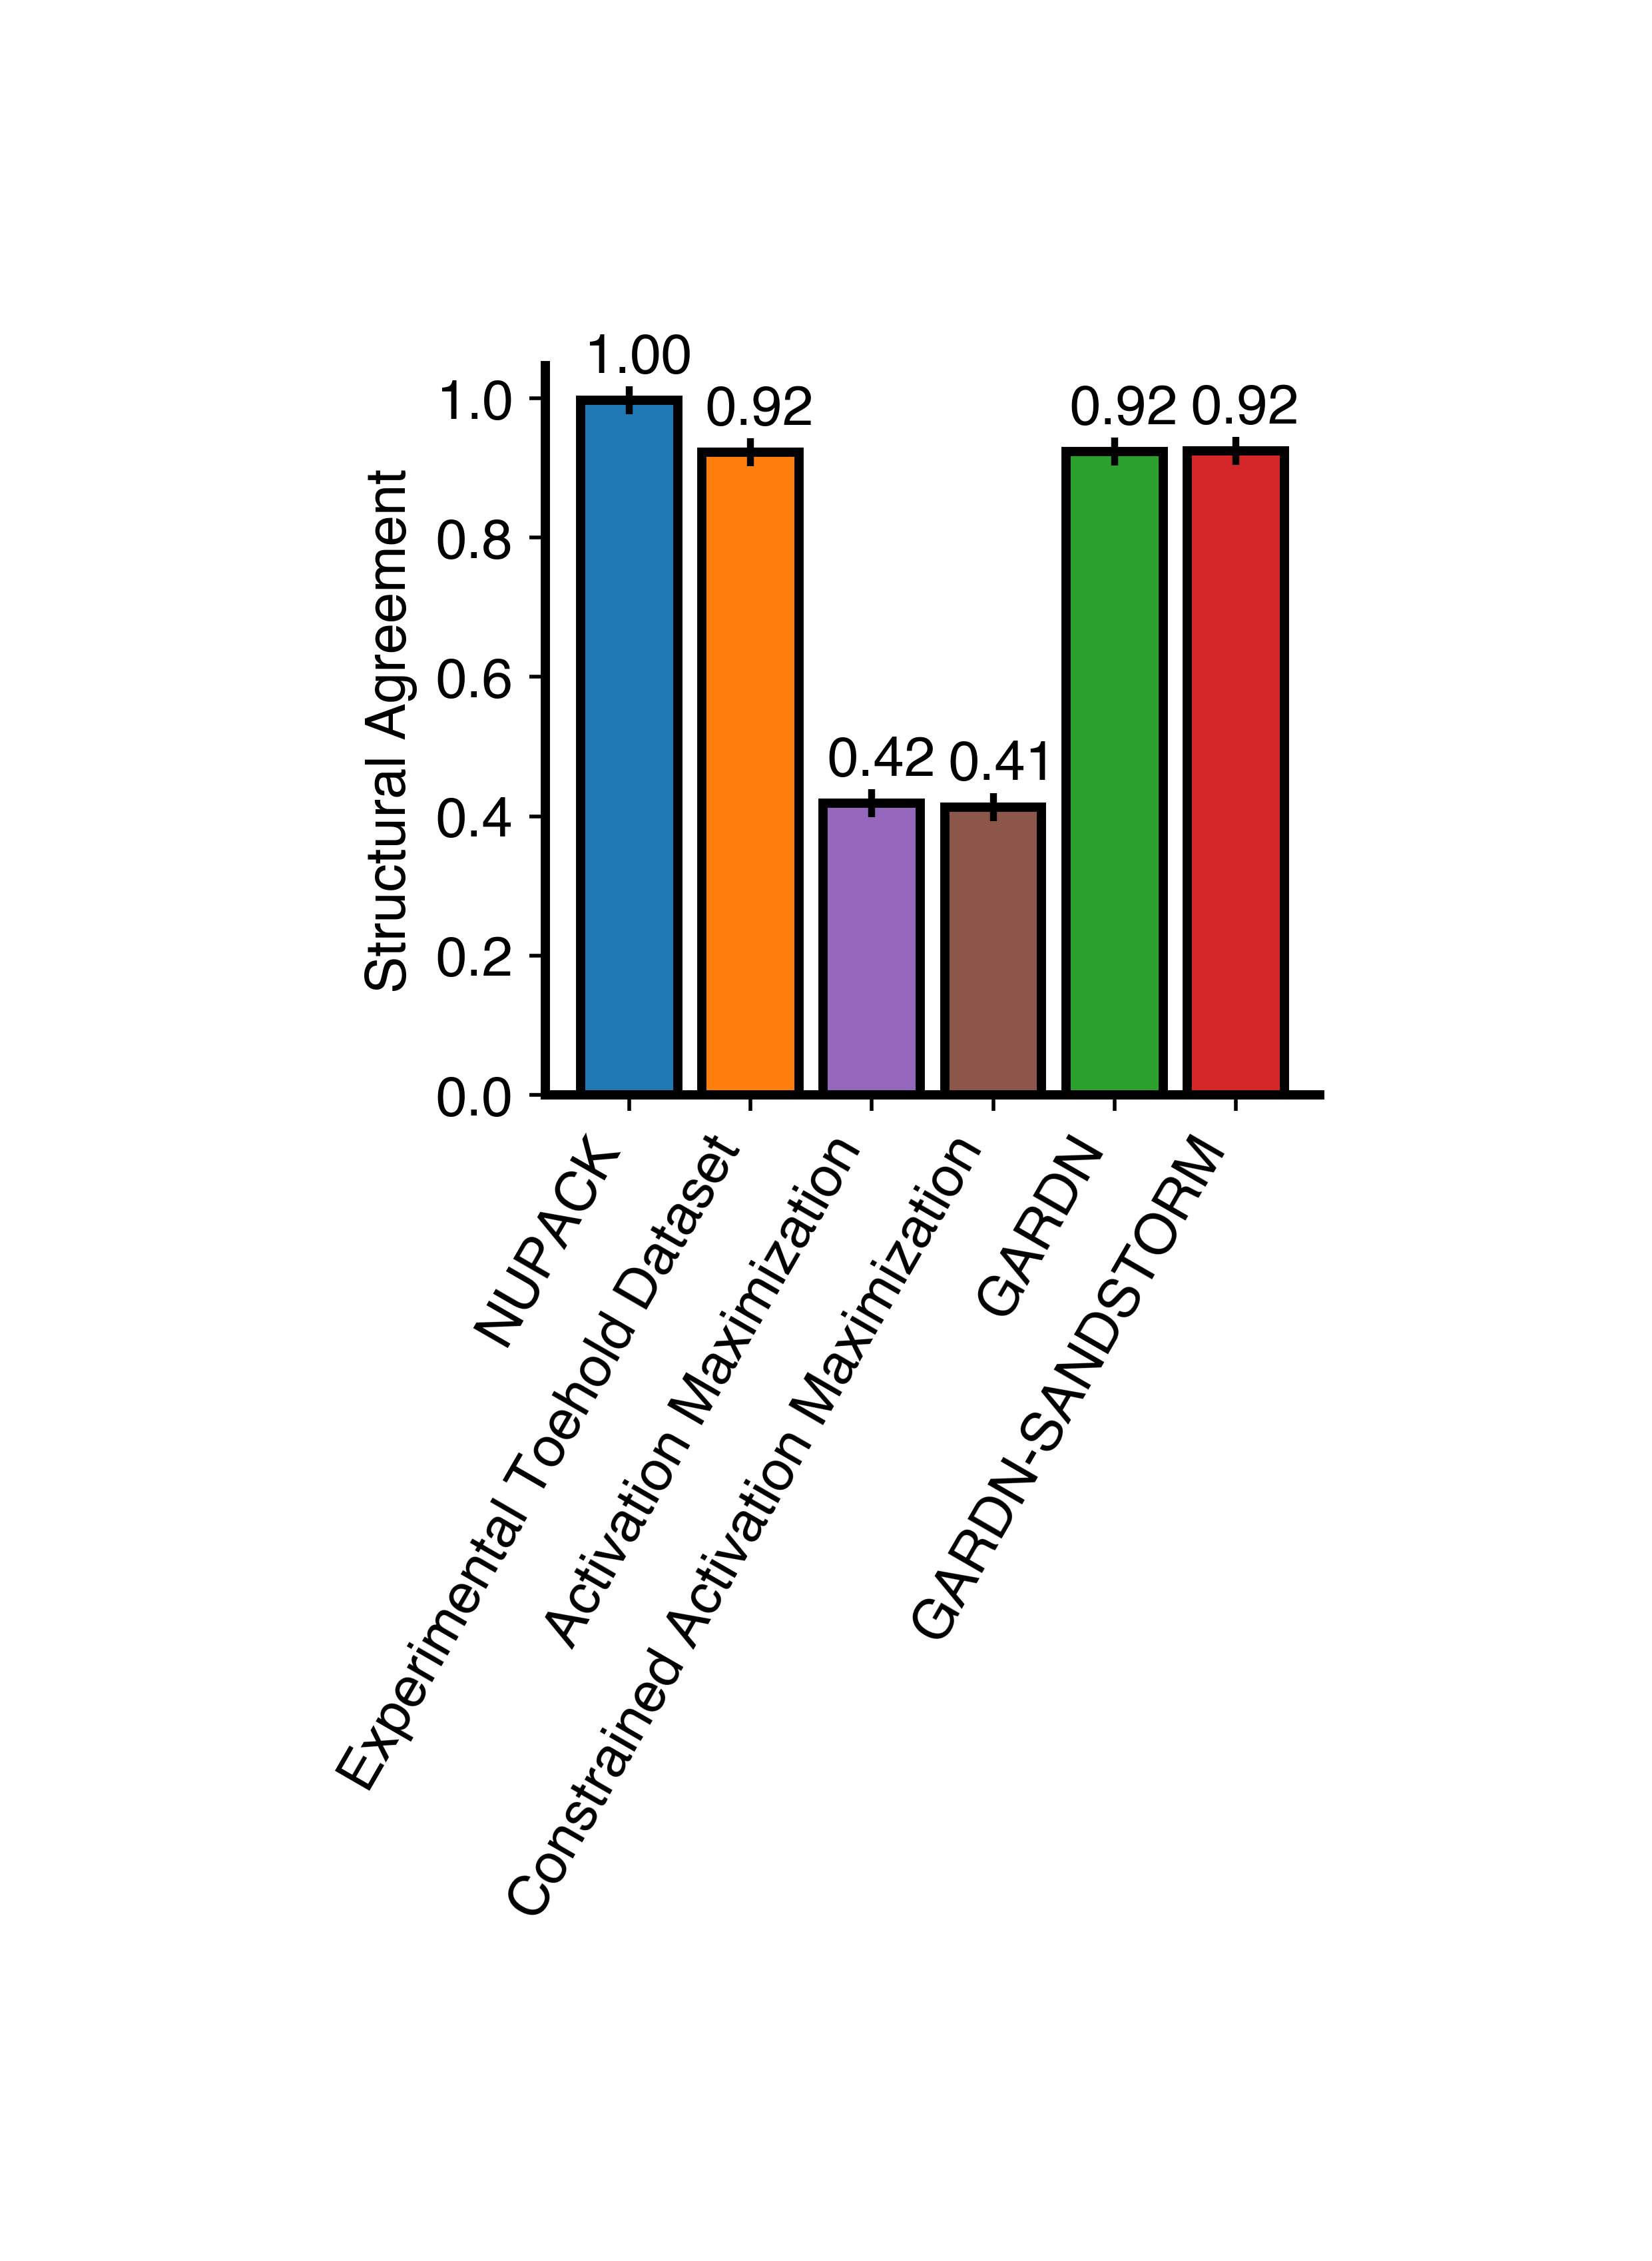 1.00
0.92
0.42
0.41
0.92
0.92
Structural Agreement
1.0
0.8
0.6
0.4
0.2
0.0
NUPACK
Experimental Toehold Dataset
Activation Maximization
Constrained Activation Maximization
GARDN
GARDN-SANDSTORM